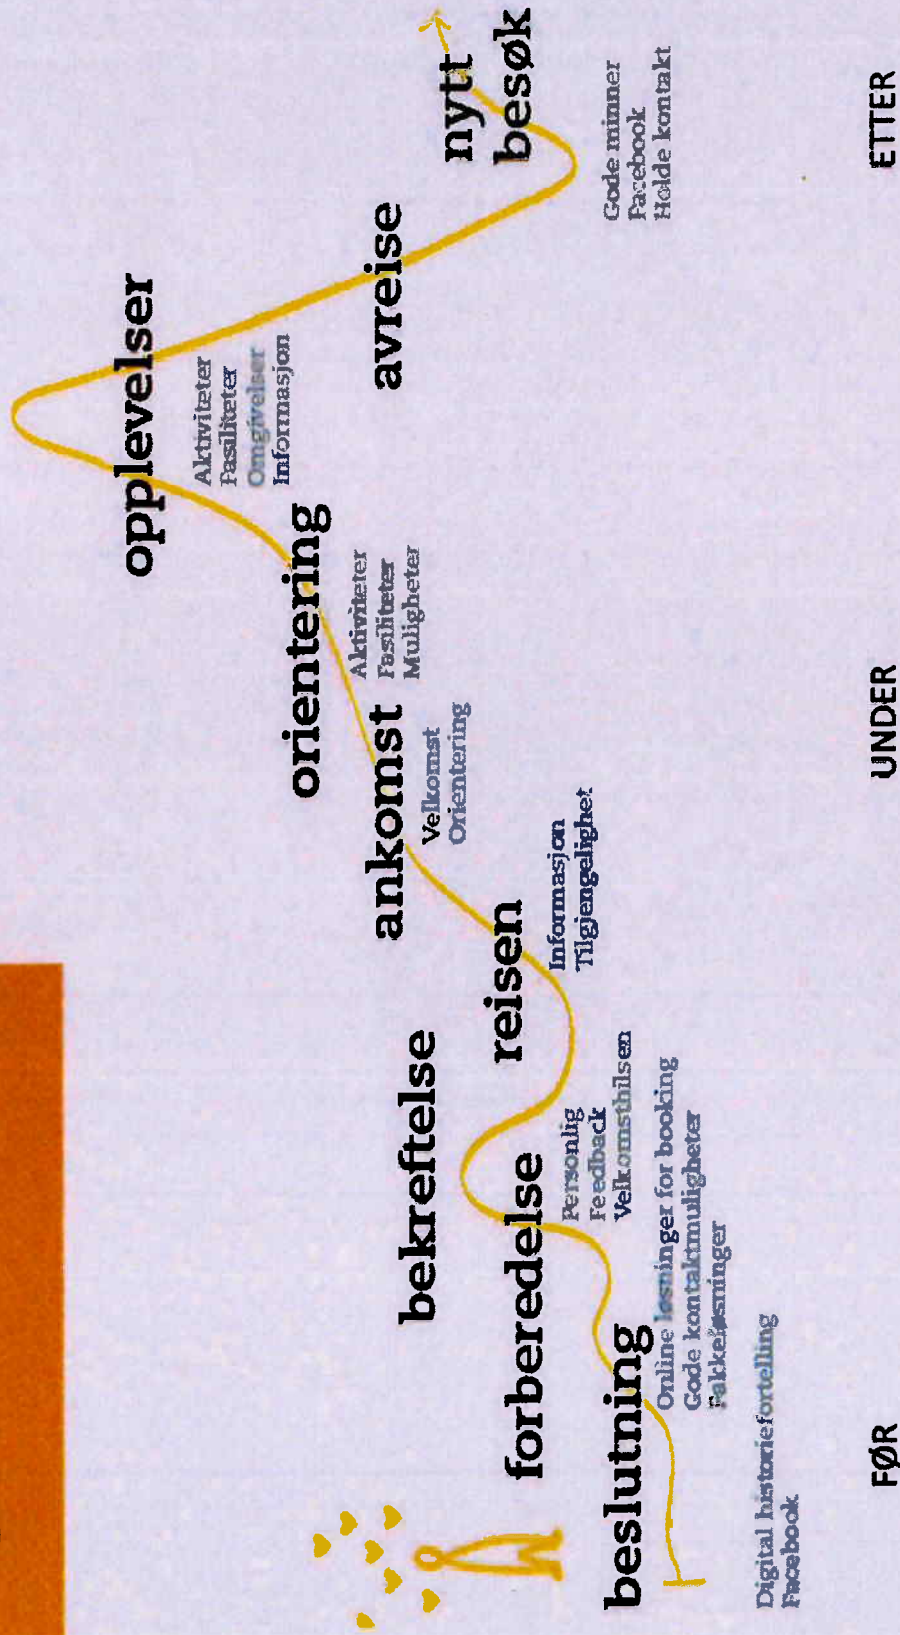 beslutning
Digital historiefortelling
Facebook
forberedelse
Online løsninger for booking
Gode kontaktmuligheter
Pakkeløsninger
bekreftelse
Personlig
Feedback
Velkomsthilsen
reisen
Informasjon
Tilgjengelighet
ankomst
Velkomst
Orientering
orientering
Aktiviteter
Fasiliteter
Muligheter
opplevelser
Aktiviteter
Fasiliteter
Omgivelser
Informasjon
avreise
nytt
besøk
Gode minner
Facebook
Holde kontakt
FØR
UNDER
ETTER